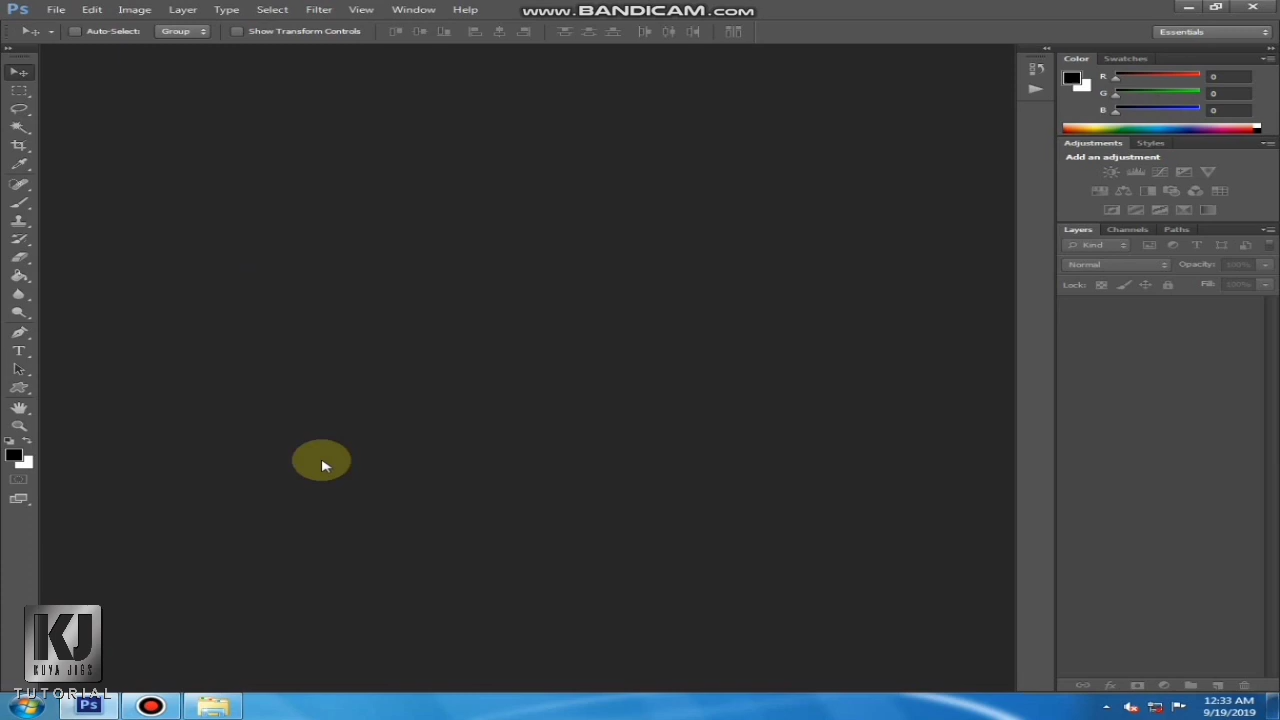 Ps File Edit Image Layer Type Select Filter View Window Help
WWW.BANDICAM.com
Auto-Select: Group Show Transform Controls Essentials
Color Swatches
R 0
G 0
B 0
Adjustments Styles
Add an adjustment
Layers Channels Paths
Kind T
Normal Opacity: 100%
Lock: Fill: 100%
T
KJ
KUYA JIGS
TUTORIAL
Ps
12:33 AM
9/19/2019